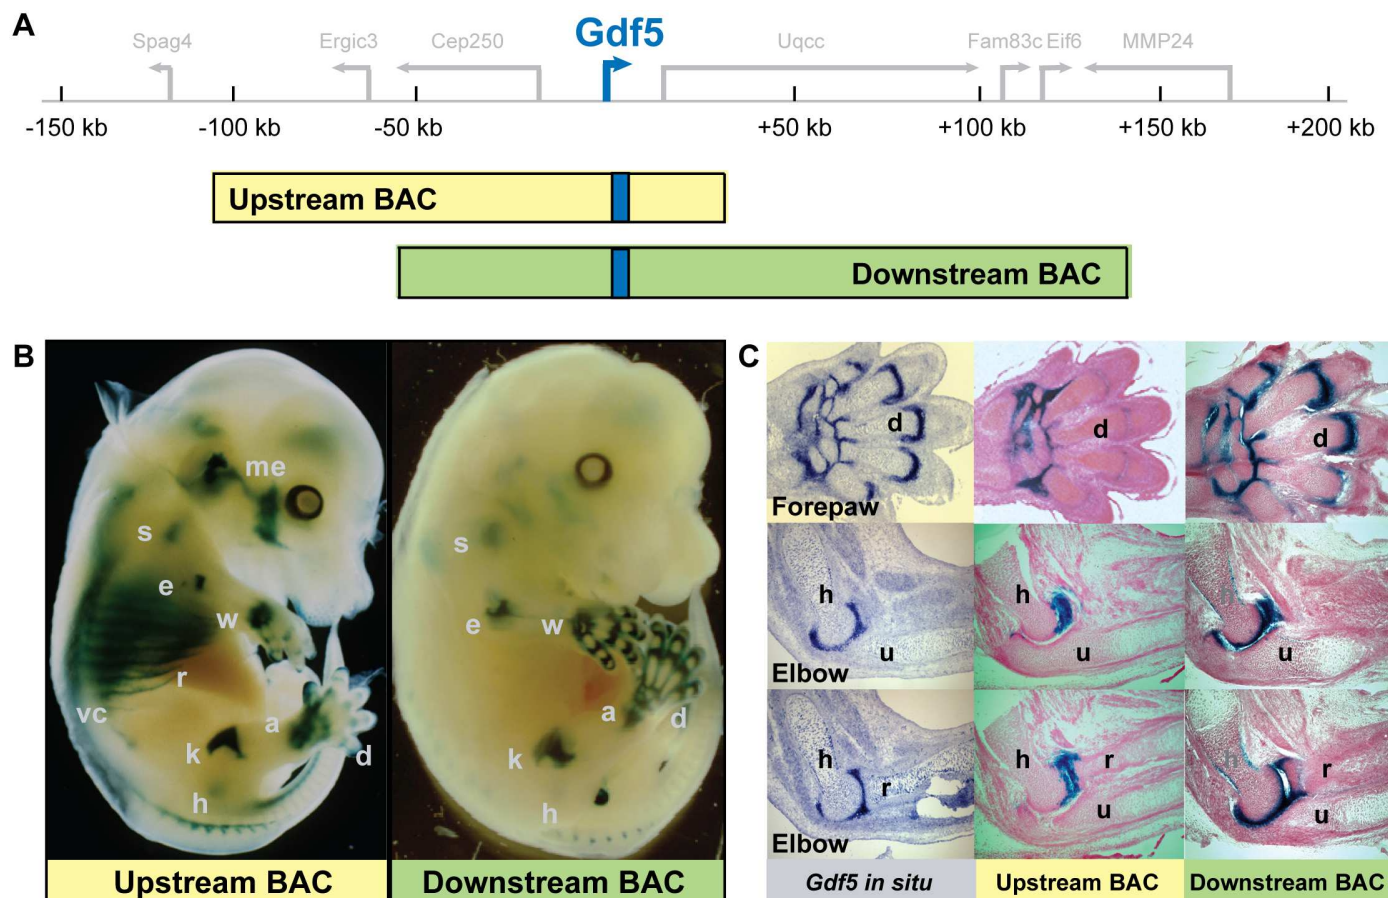 A
Spag4 Ergic3 Cep250 Gdf5 Uqcc Fam83c Eif6 MMP24
-150 kb -100 kb -50 kb +50 kb +100 kb +150 kb +200 kb
Upstream BAC
Downstream BAC
B
me
s
e
w
r
vc
a
k
d
h
Upstream BAC
s
e
w
a
d
k
h
Downstream BAC
C
d
Forepaw
d
d
h
u
Elbow
h
u
h
u
h
r
Elbow
h
r
u
h
r
u
Gdf5 in situ
Upstream BAC
Downstream BAC